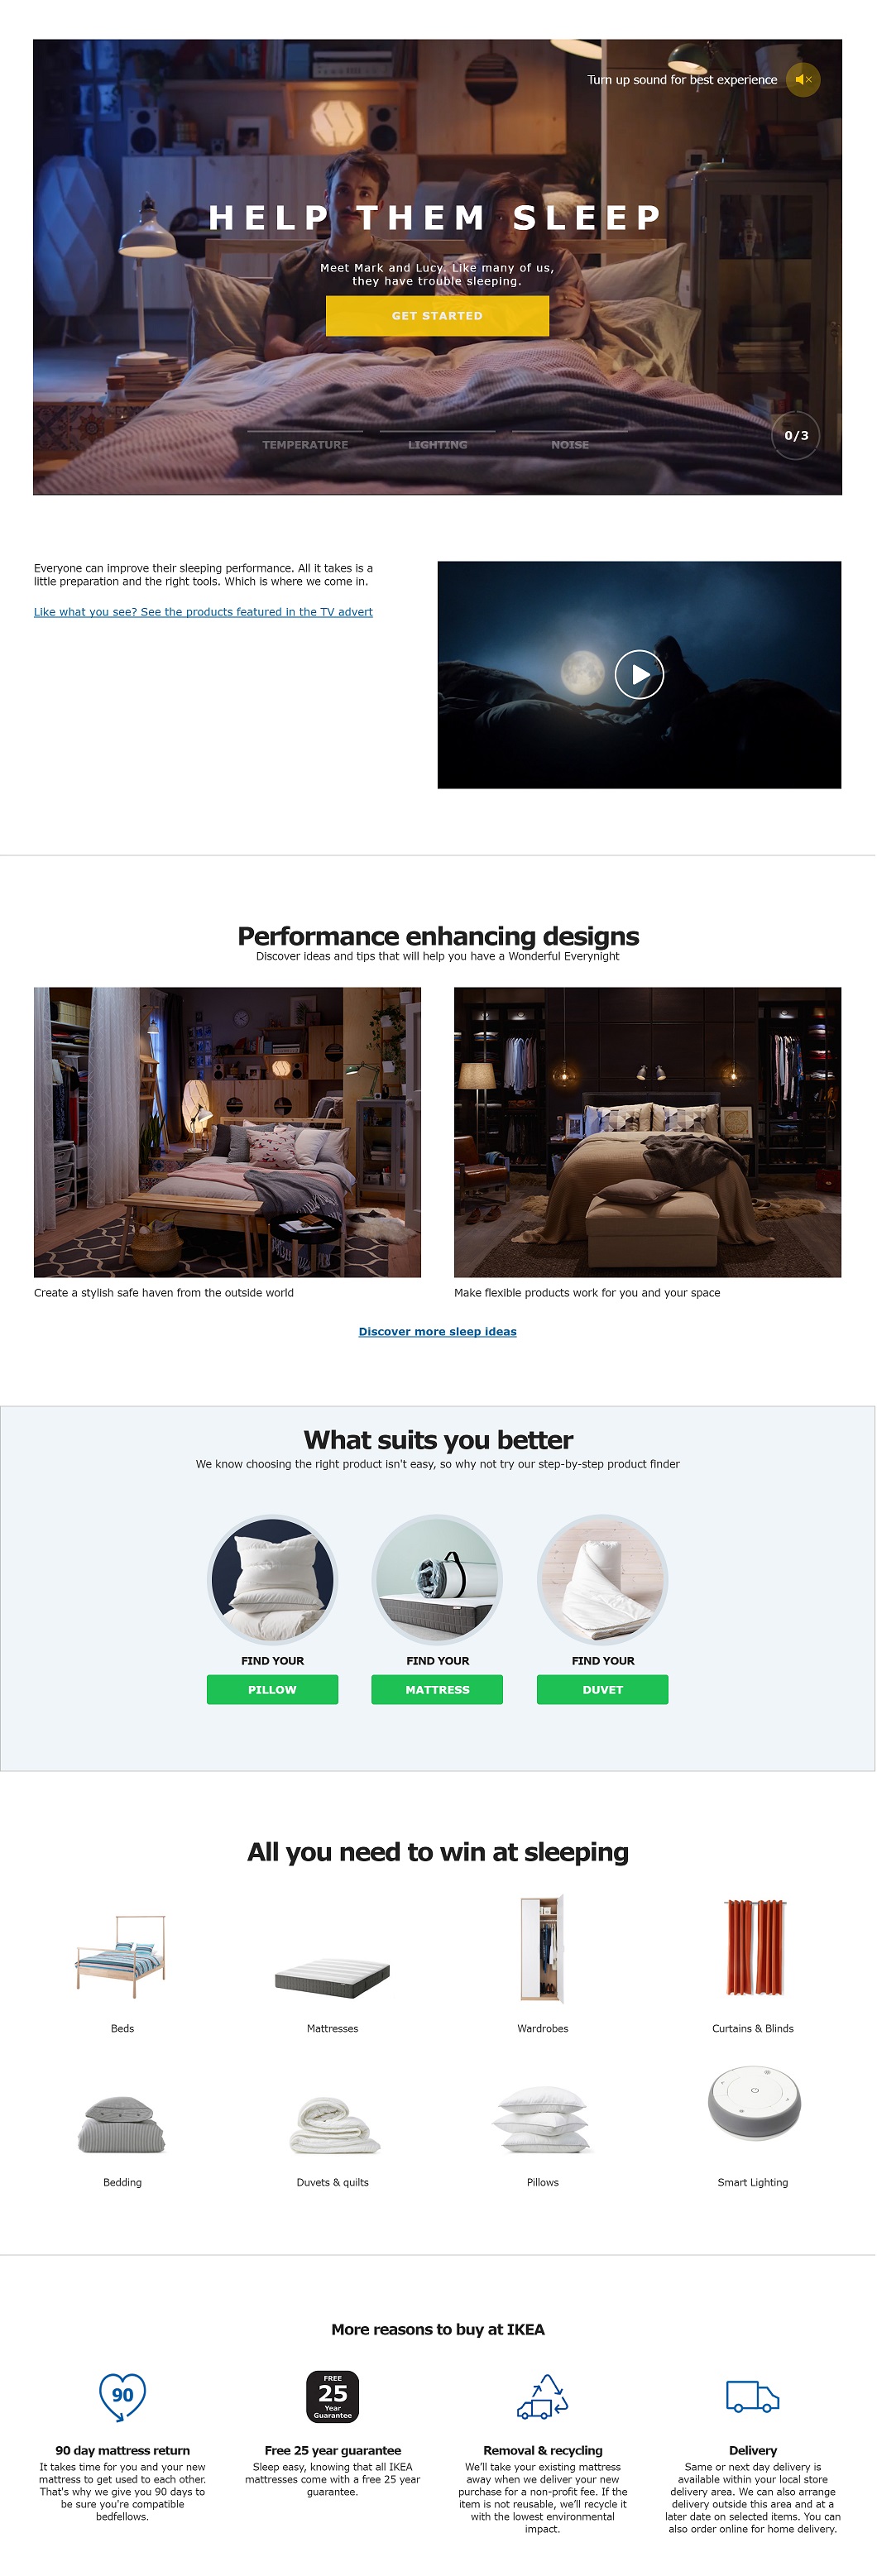 Turn up sound for best experience
HELP THEM SLEEP
Meet Mark and Lucy. Like many of us,
they have trouble sleeping.
GET STARTED
TEMPERATURE LIGHTING NOISE
0/3
Everyone can improve their sleeping performance. All it takes is a
little preparation and the right tools. Which is where we come in.
Like what you see? See the products featured in the TV advert
Performance enhancing designs
Discover ideas and tips that will help you have a Wonderful Everynight
Create a stylish safe haven from the outside world
Make flexible products work for you and your space
Discover more sleep ideas
What suits you better
We know choosing the right product isn't easy, so why not try our step-by-step product finder
FIND YOUR
PILLOW
FIND YOUR
MATTRESS
FIND YOUR
DUVET
All you need to win at sleeping
Beds
Mattresses
Wardrobes
Curtains & Blinds
Bedding
Duvets & quilts
Pillows
Smart Lighting
More reasons to buy at IKEA
90
90 day mattress return
It takes time for you and your new
mattress to get used to each other.
That's why we give you 90 days to
be sure you're compatible
bedfellows.
FREE
25
Year
Guarantee
Free 25 year guarantee
Sleep easy, knowing that all IKEA
mattresses come with a free 25 year
guarantee.
Removal & recycling
We'll take your existing mattress
away when we deliver your new
purchase for a non-profit fee. If the
item is not reusable, we'll recycle it
with the lowest environmental
impact.
Delivery
Same or next day delivery is
available within your local store
delivery area. We can also arrange
delivery outside this area and at a
later date on selected items. You can
also order online for home delivery.